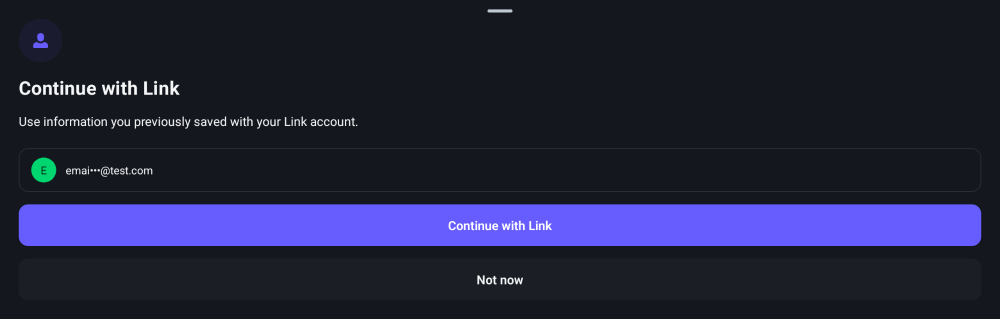 Continue with Link
Use information you previously saved with your Link account.
E
emai•••@test.com
Continue with Link
Not now